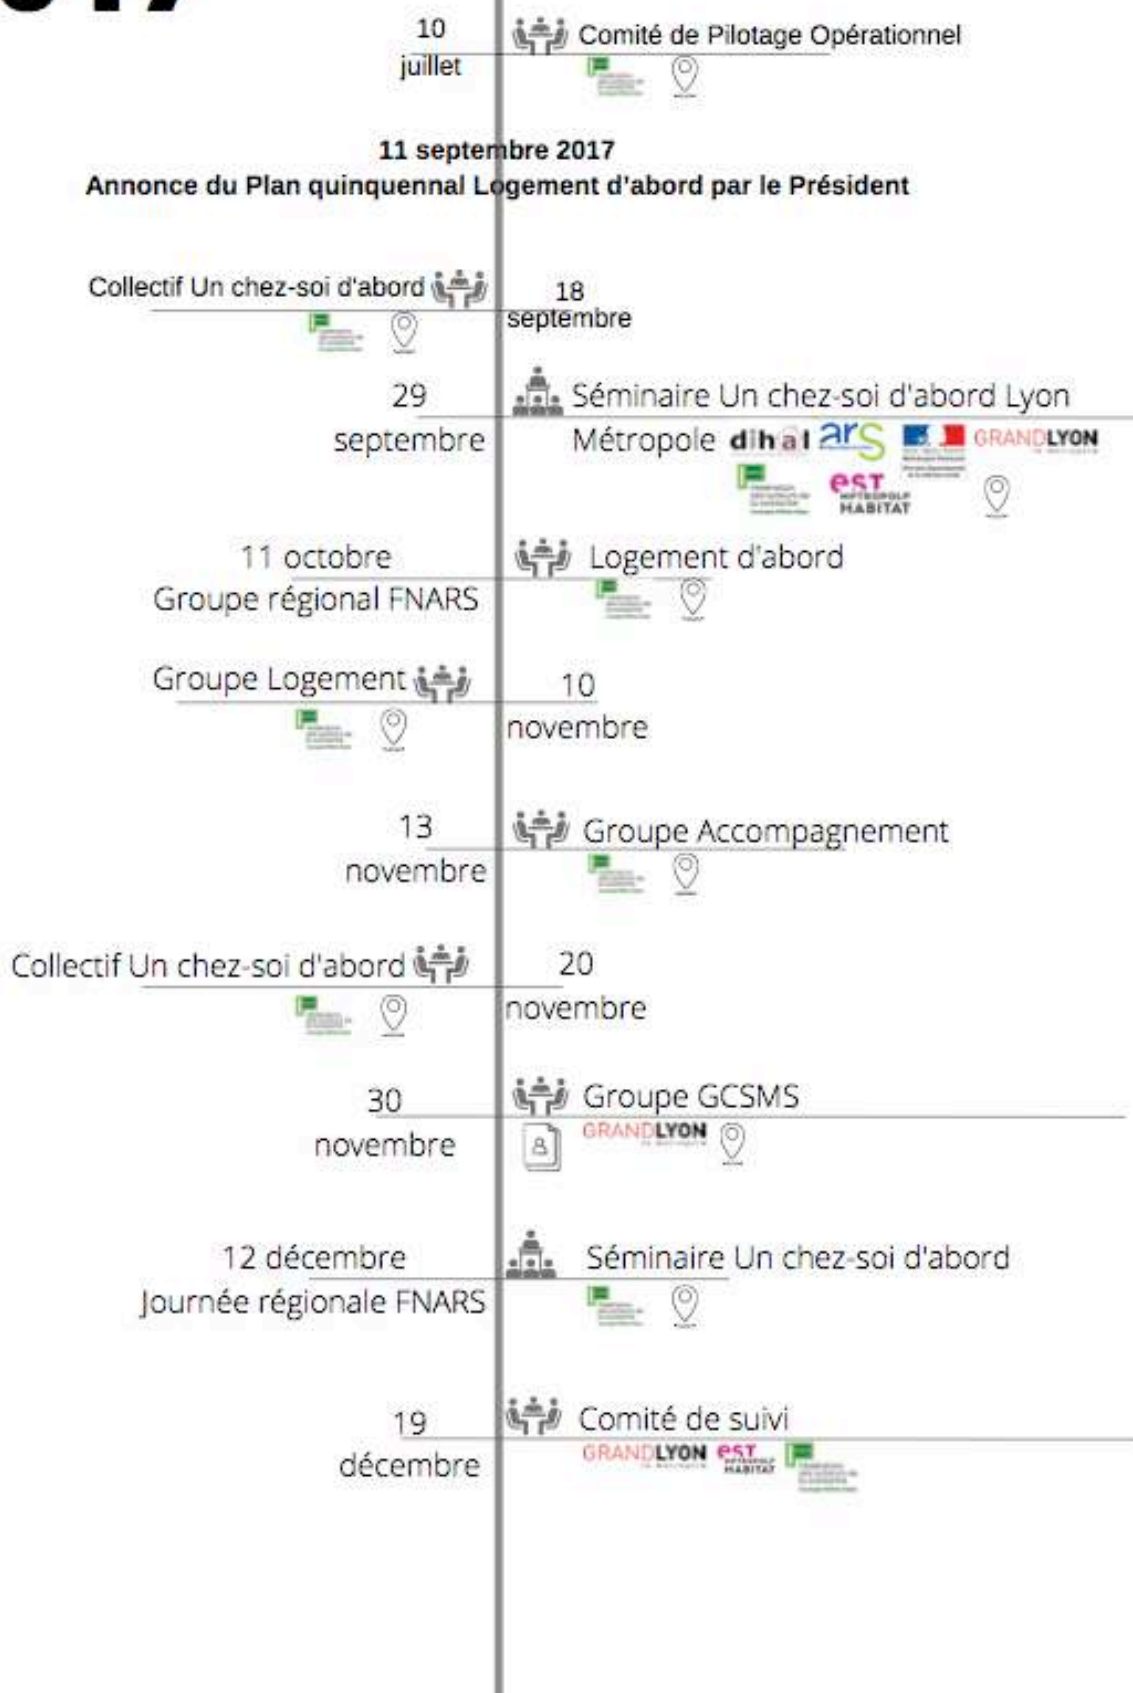 017
10
Comité de Pilotage Opérationnel
juillet
11 septembre 2017
Annonce du Plan quinquennal Logement d'abord par le Président
Collectif Un chez-soi d'abord
18
septembre
29
Séminaire Un chez-soi d'abord Lyon
septembre
Métropole dihal ars GRANDLYON
est
MÉTROPOLE
HABITAT
11 octobre
Logement d'abord
Groupe régional FNARS
Groupe Logement
10
novembre
13
Groupe Accompagnement
novembre
Collectif Un chez-soi d'abord
20
novembre
30
Groupe GCSMS
novembre
GRANDLYON
12 décembre
Séminaire Un chez-soi d'abord
Journée régionale FNARS
19
Comité de suivi
décembre
GRANDLYON est
MÉTROPOLE
HABITAT